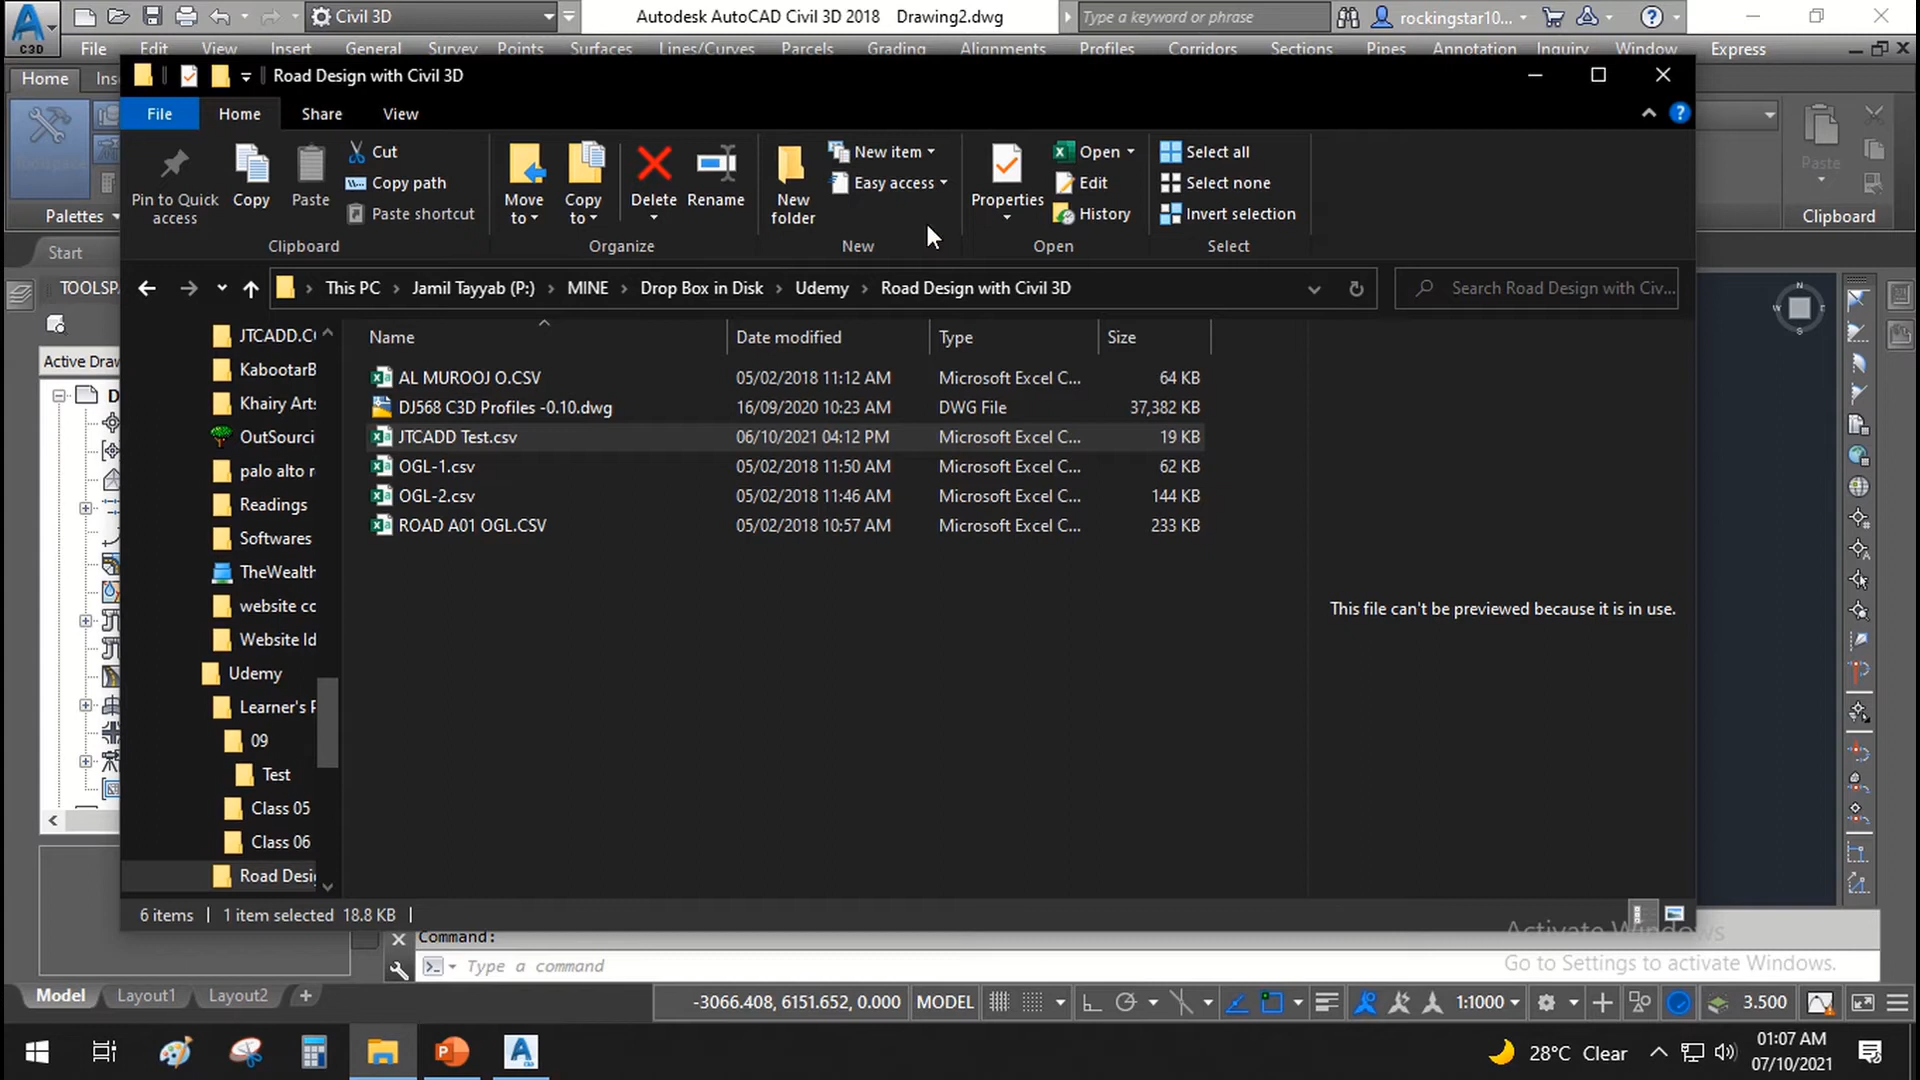 Civil 3D
Autodesk AutoCAD Civil 3D 2018 Drawing2.dwg
Type a keyword or phrase
rockingstar10...
C3D
File Edit View Insert General Survey Points Surfaces Lines/Curves Parcels Grading Alignments Profiles Corridors Sections Pipes Annotation Inquiry Window Express
Home Ins
Road Design with Civil 3D
File Home Share View
Pin to Quick access
Copy
Paste
Cut
Copy path
Paste shortcut
Clipboard
Move to
Copy to
Delete
Rename
Organize
New folder
New item
Easy access
New
Properties
Open
Edit
History
Open
Select all
Select none
Invert selection
Select
Paste
Clipboard
Palettes
Start
This PC Jamil Tayyab (P:) MINE Drop Box in Disk Udemy Road Design with Civil 3D
Search Road Design with Civ...
TOOLSP
Active Draw
D
JTCADD.C
KabootarB
Khairy Arts
OutSourci
palo alto r
Readings
Softwares
TheWealth
website cc
Website Id
Udemy
Learner's F
09
Test
Class 05
Class 06
Road Desig
Name Date modified Type Size
AL MUROOJ O.CSV 05/02/2018 11:12 AM Microsoft Excel C... 64 KB
DJ568 C3D Profiles -0.10.dwg 16/09/2020 10:23 AM DWG File 37,382 KB
JTCADD Test.csv 06/10/2021 04:12 PM Microsoft Excel C... 19 KB
OGL-1.csv 05/02/2018 11:50 AM Microsoft Excel C... 62 KB
OGL-2.csv 05/02/2018 11:46 AM Microsoft Excel C... 144 KB
ROAD A01 OGL.CSV 05/02/2018 10:57 AM Microsoft Excel C... 233 KB
This file can't be previewed because it is in use.
N
W
S
6 items 1 item selected 18.8 KB
Activate Windows
Go to Settings to activate Windows.
Command:
Type a command
Model Layout1 Layout2 +
-3066.408, 6151.652, 0.000 MODEL 1:1000 3.500
28°C Clear
01:07 AM
07/10/2021